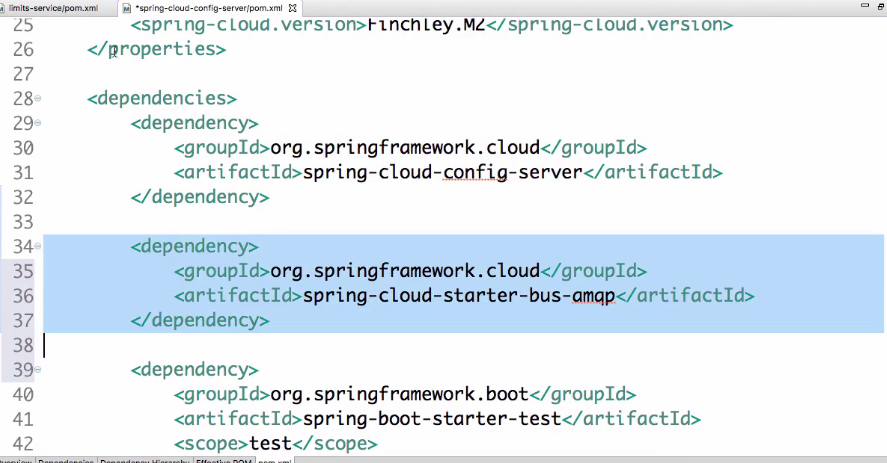 limits-service/pom.xml *spring-cloud-config-server/pom.xml
25 <spring-cloud.version>Finchley.M2</spring-cloud.version>
26 </properties>
27
28 <dependencies>
29 <dependency>
30 <groupId>org.springframework.cloud</groupId>
31 <artifactId>spring-cloud-config-server</artifactId>
32 </dependency>
33
34 <dependency>
35 <groupId>org.springframework.cloud</groupId>
36 <artifactId>spring-cloud-starter-bus-amqp</artifactId>
37 </dependency>
38
39 <dependency>
40 <groupId>org.springframework.boot</groupId>
41 <artifactId>spring-boot-starter-test</artifactId>
42 <scope>test</scope>
Dependencies Dependency Hierarchy Effective POM pom.xml